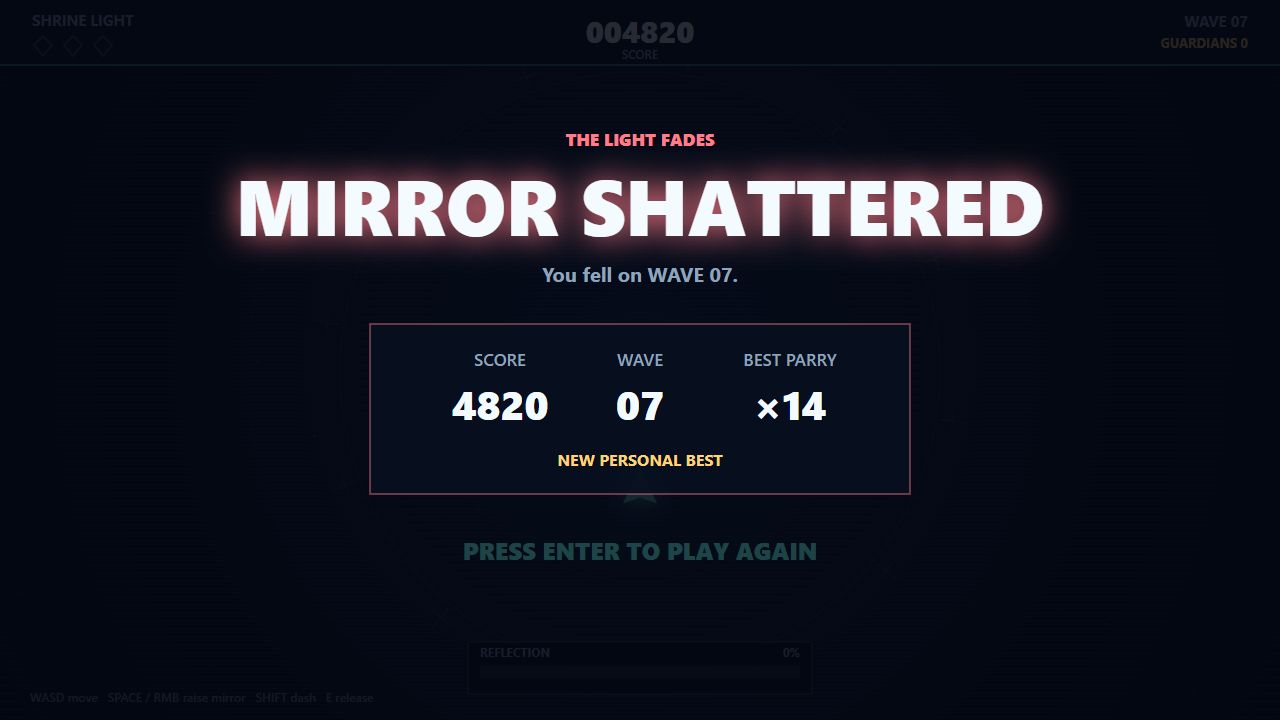 SHRINE LIGHT
004820
SCORE
WAVE 07
GUARDIANS 0
THE LIGHT FADES
MIRROR SHATTERED
You fell on WAVE 07.
SCORE WAVE BEST PARRY
4820 07 ×14
NEW PERSONAL BEST
PRESS ENTER TO PLAY AGAIN
REFLECTION 0%
WASD move SPACE / RMB raise mirror SHIFT dash E release